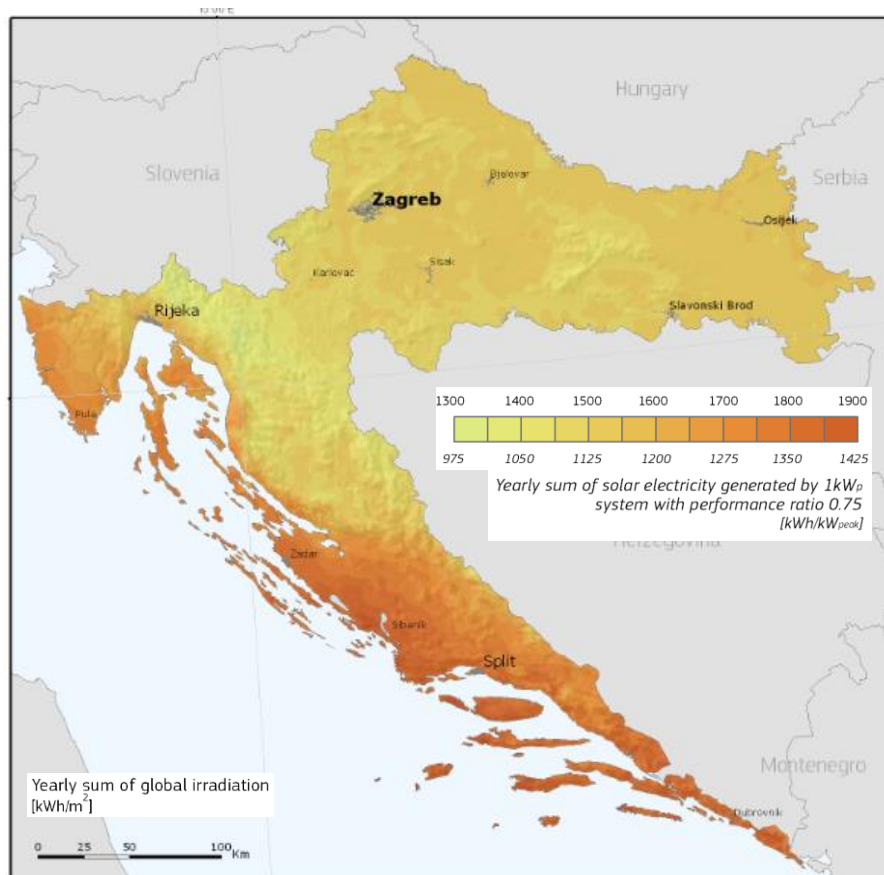 Hungary
Slovenia
Bjelovar
Serbia
Zagreb
Osijek
Sisak
Karlovac
Rijeka
Slavonski Brod
1300 1400 1500 1600 1700 1800 1900
Pula
975 1050 1125 1200 1275 1350 1425
Yearly sum of solar electricity generated by 1kWp
system with performance ratio 0.75
[kWh/kWpeak]
Herzegovina
Zadar
Sibenik
Split
Montenegro
Yearly sum of global irradiation
[kWh/m²]
Dubrovnik
0 25 50 100 Km